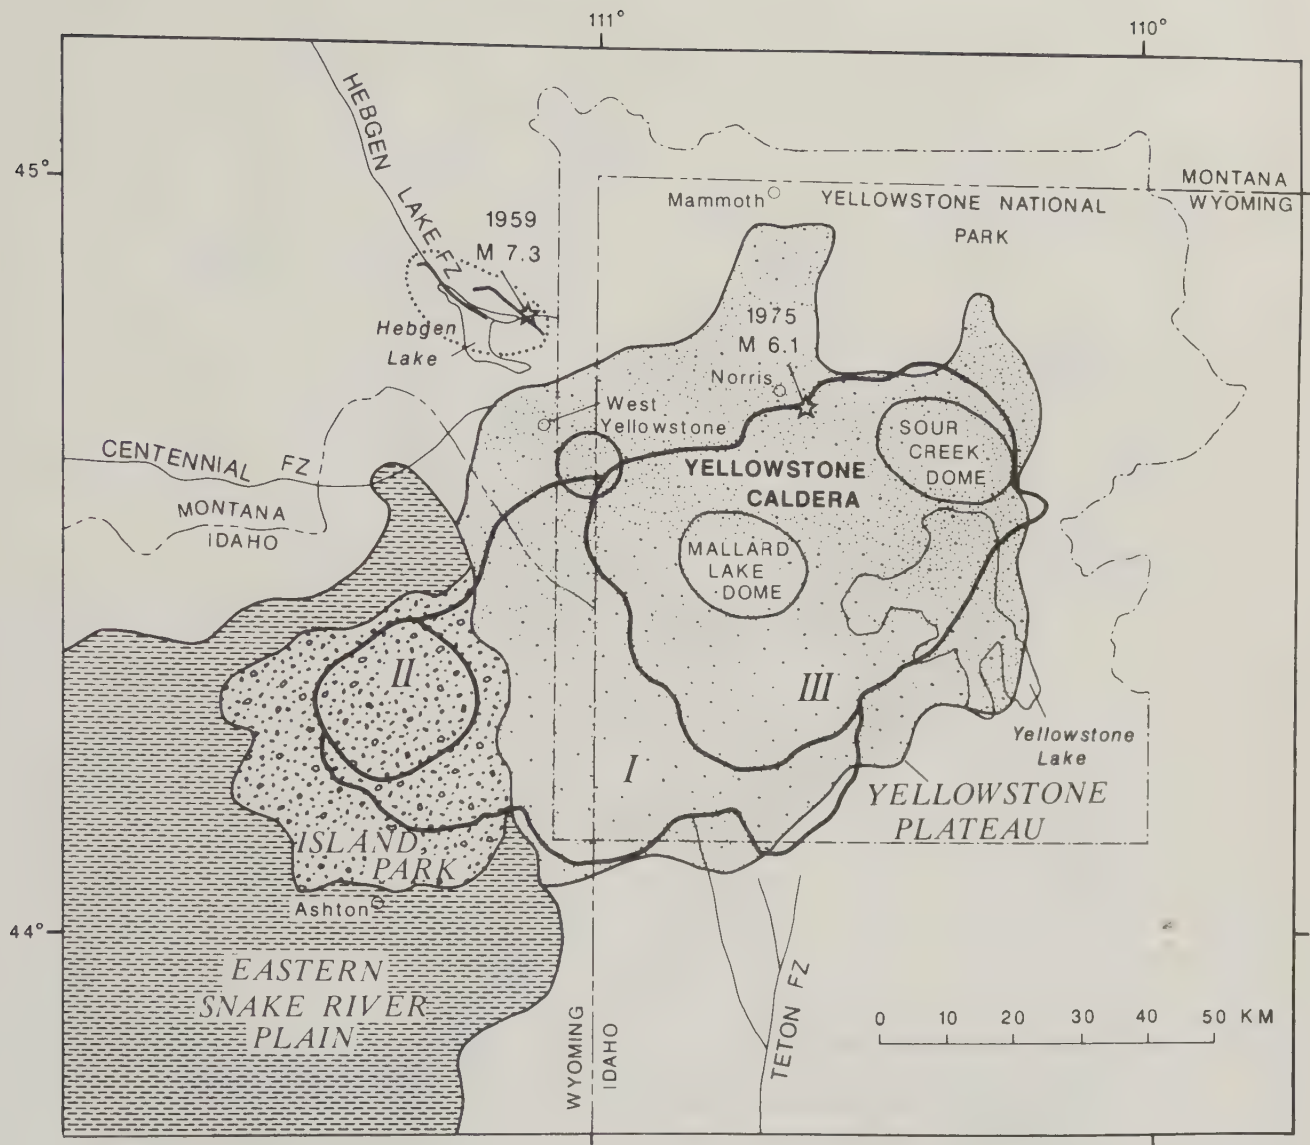 111°
110°
HEBGEN LAKE FZ
45°
MONTANA
WYOMING
Mammoth
YELLOWSTONE NATIONAL
PARK
1959
M 7.3
1975
M 6.1
Hebgen
Lake
Norris
West
Yellowstone
SOUR
CREEK
DOME
CENTENNIAL FZ
YELLOWSTONE
CALDERA
MONTANA
IDAHO
MALLARD
LAKE
DOME
II
III
Yellowstone
Lake
I
YELLOWSTONE
PLATEAU
ISLAND
PARK
Ashton
44°
EASTERN
SNAKE RIVER
PLAIN
TETON FZ
WYOMING
IDAHO
0 10 20 30 40 50 KM